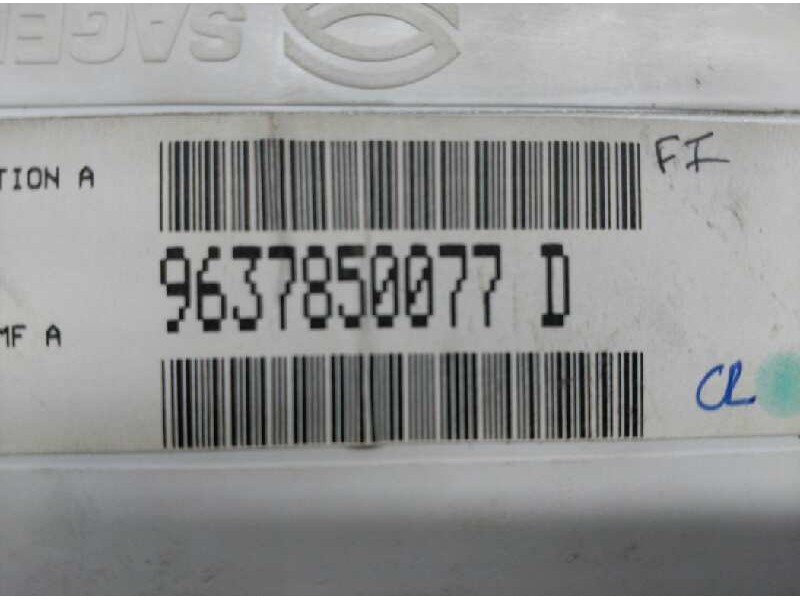 SAGE
FI
TION A
9637850077 D
MF A
CL